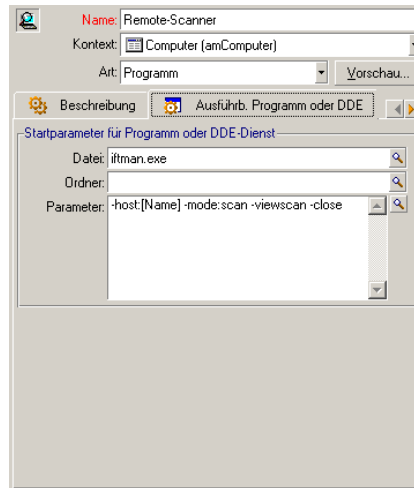 Name: Remote-Scanner
Kontext: Computer (amComputer)
Art: Programm Vorschau...
Beschreibung Ausführb. Programm oder DDE
Startparameter für Programm oder DDE-Dienst
Datei: iftman.exe
Ordner:
Parameter: -host:[Name] -mode:scan -viewscan -close